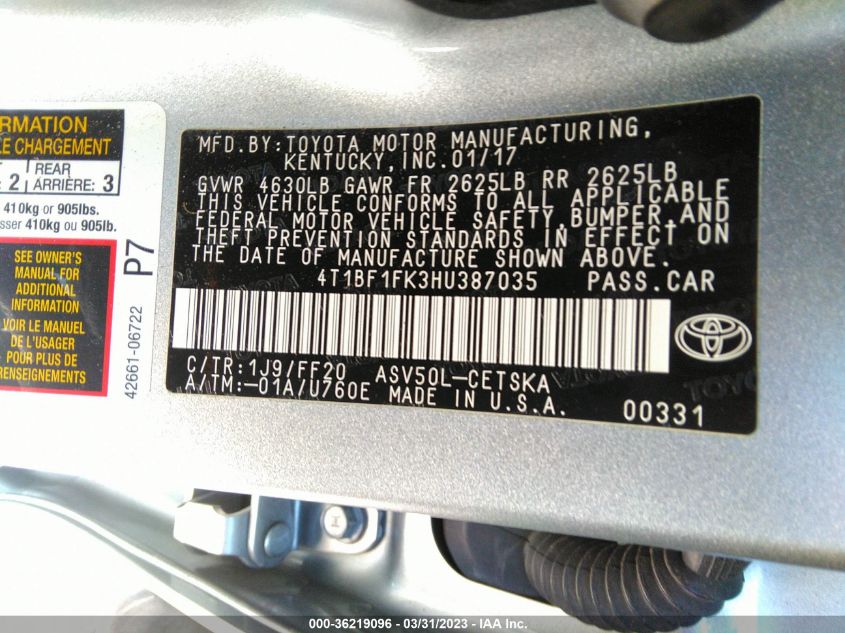 RMATION
LE CHARGEMENT
2
REAR
ARRIÈRE: 3
410kg or 905lbs.
sser 410kg ou 905lb.
SEE OWNER'S
MANUAL FOR
ADDITIONAL
INFORMATION
VOIR LE MANUEL
DE L'USAGER
POUR PLUS DE
RENSEIGNEMENTS
P7
42661-06722
MFD.BY:TOYOTA MOTOR MANUFACTURING,
KENTUCKY,INC.01/17
GVWR 4630LB GAWR FR 2625LB RR 2625LB
THIS VEHICLE CONFORMS TO ALL APPLICABLE
FEDERAL MOTOR VEHICLE SAFETY,BUMPER,AND
THEFT PREVENTION STANDARDS IN EFFECT ON
THE DATE OF MANUFACTURE SHOWN ABOVE.
4T1BF1FK3HU387035 PASS.CAR
C/TR:1J9/FF20 ASV50L-CETSKA
A/TM:-01A/U760E MADE IN U.S.A.
00331
000-36219096 - 03/31/2023 - IAA Inc.